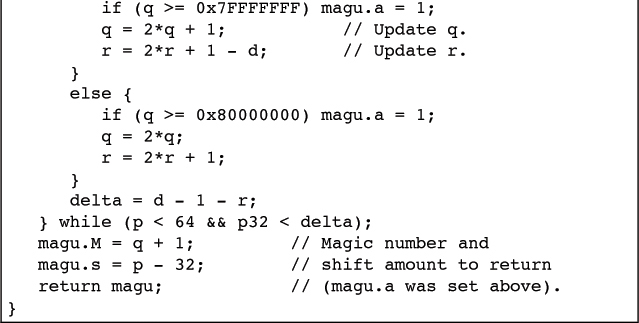 if (q >= 0x7FFFFFFF) magu.a = 1;
q = 2*q + 1; // Update q.
r = 2*r + 1 - d; // Update r.
}
else {
if (q >= 0x80000000) magu.a = 1;
q = 2*q;
r = 2*r + 1;
}
delta = d - 1 - r;
} while (p < 64 && p32 < delta);
magu.M = q + 1; // Magic number and
magu.s = p - 32; // shift amount to return
return magu; // (magu.a was set above).
}